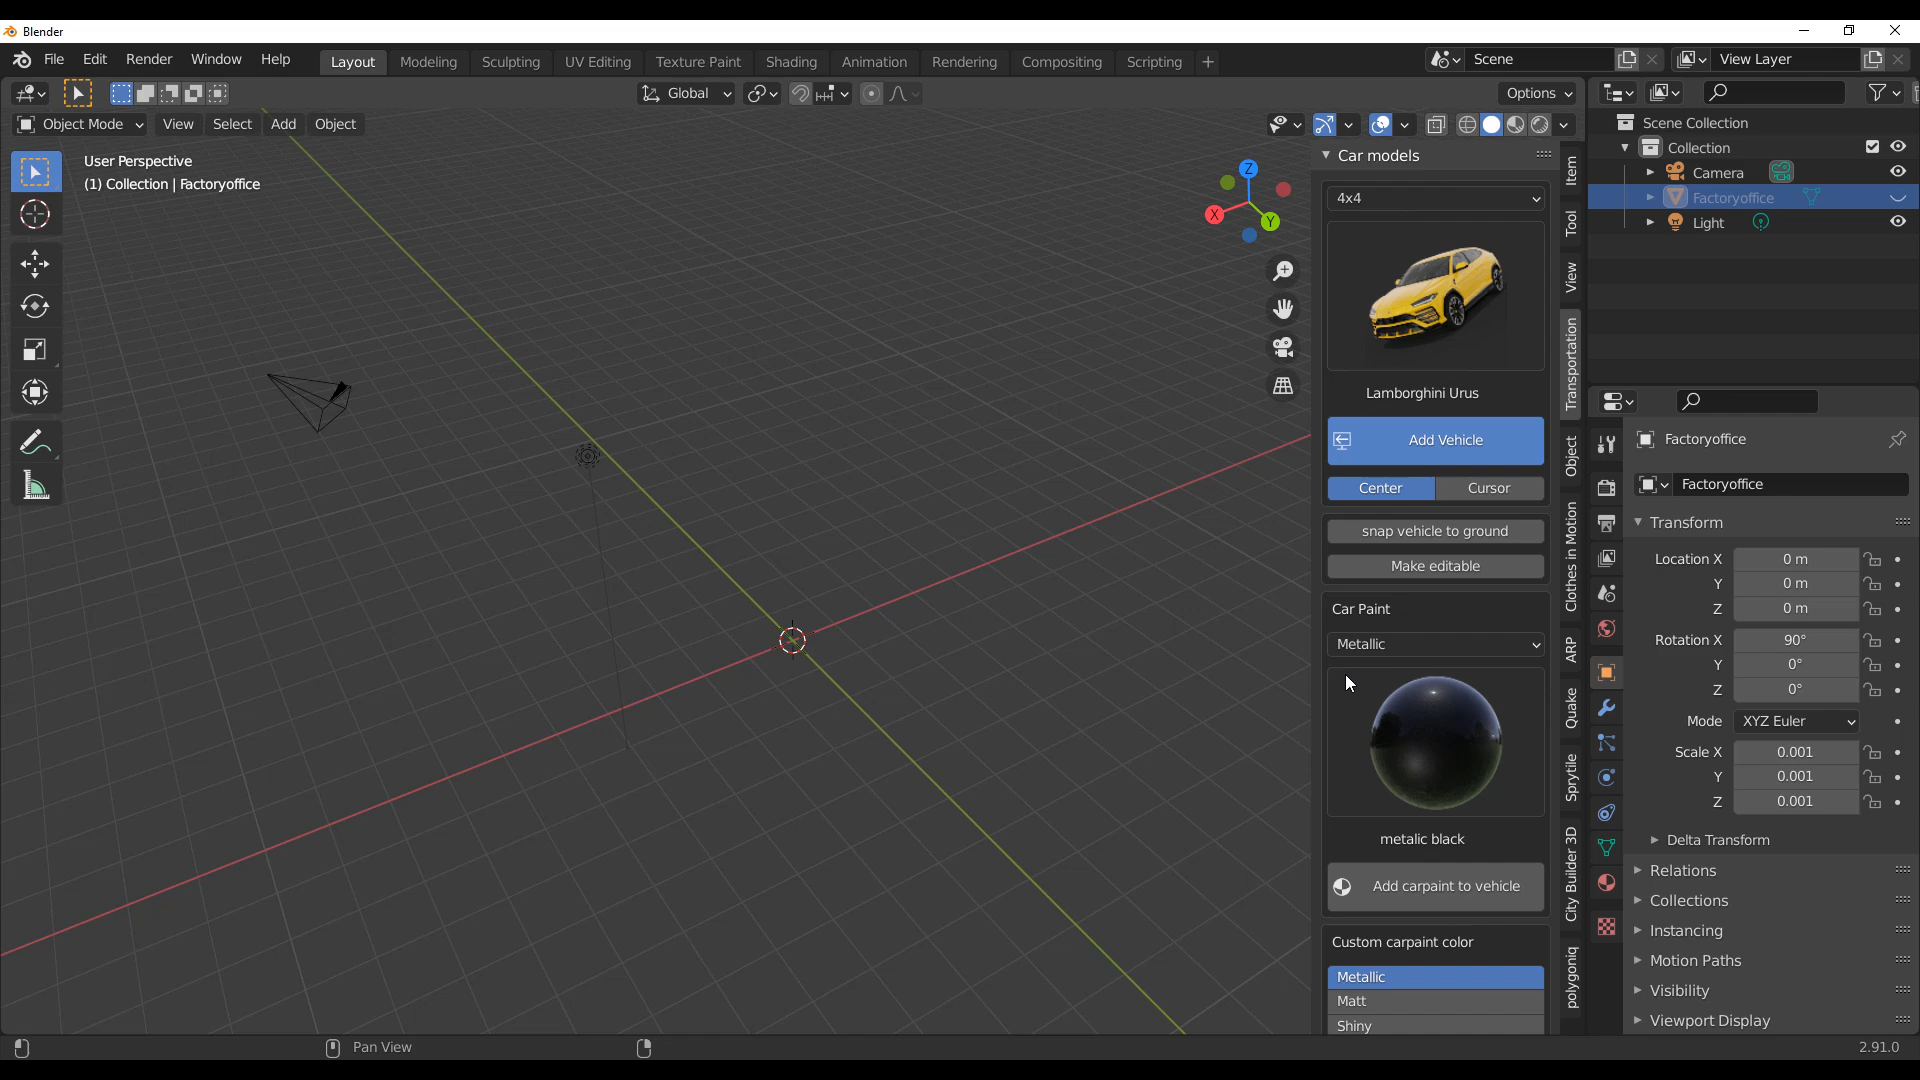 Blender
File Edit Render Window Help Layout Modeling Sculpting UV Editing Texture Paint Shading Animation Rendering Compositing Scripting + Scene View Layer
Global Options
Object Mode View Select Add Object
User Perspective
(1) Collection | Factoryoffice
Z
X
Y
Car models
4x4
Lamborghini Urus
Add Vehicle
Center Cursor
snap vehicle to ground
Make editable
Car Paint
Metallic
metalic black
Add carpaint to vehicle
Custom carpaint color
Metallic
Matt
Shiny
Item
Tool
View
Transportation
Object
Clothes in Motion
ARP
Quake
Sprytile
City Builder 3D
polygoniq
Scene Collection
Collection
Camera
Factoryoffice
Light
Factoryoffice
Factoryoffice
Transform
Location X 0 m
Y 0 m
Z 0 m
Rotation X 90°
Y 0°
Z 0°
Mode XYZ Euler
Scale X 0.001
Y 0.001
Z 0.001
Delta Transform
Relations
Collections
Instancing
Motion Paths
Visibility
Viewport Display
Pan View
2.91.0